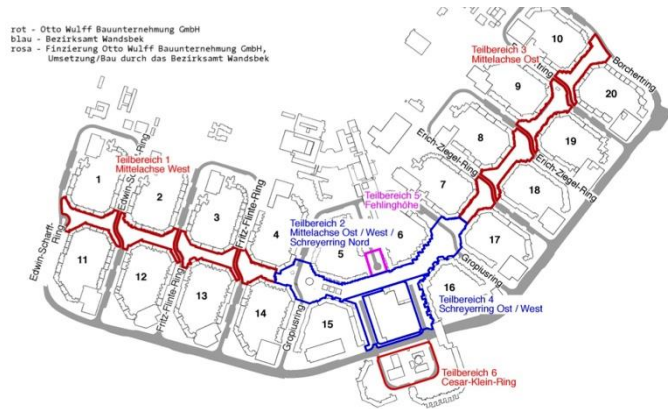 rot - Otto Wulff Bauunternehmung GmbH
blau - Bezirksamt Wandsbek
rosa - Finzierung Otto Wulff Bauunternehmung GmbH,
Umsetzung/Bau durch das Bezirkamt Wandsbek
10
Teilbereich 3
Mittelachse Ost
Borchertring
9
20
8
Erich-Ziegel-Ring
19
Erich-Ziegel-Ring
Teilbereich 1
Mittelachse West
1
2
3
Fritz-Flinte-Ring
7
18
Teilbereich 5
Fehlinghöhe
Teilbereich 2
Mittelachse Ost / West /
Schreyerring Nord
4
5
6
17
Edwin-Scharff-
Ring
11
12
Fritz-Flinte-Ring
13
14
Gropiusring
15
16
Gropiusring
Teilbereich 4
Schreyerring Ost / West
Teilbereich 6
Cesar-Klein-Ring